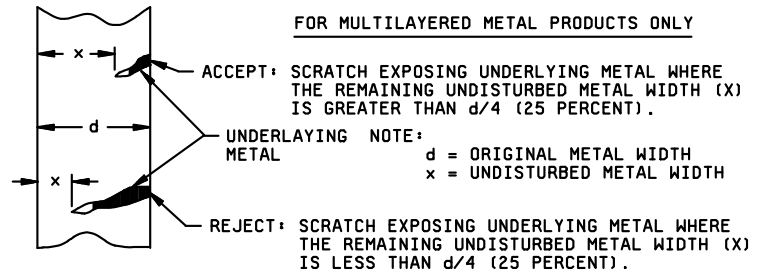 FOR MULTILAYERED METAL PRODUCTS ONLY
x
ACCEPT: SCRATCH EXPOSING UNDERLYING METAL WHERE
THE REMAINING UNDISTURBED METAL WIDTH (X)
IS GREATER THAN d/4 (25 PERCENT).
d
UNDERLAYING
METAL
NOTE:
d = ORIGINAL METAL WIDTH
x = UNDISTURBED METAL WIDTH
x
REJECT: SCRATCH EXPOSING UNDERLYING METAL WHERE
THE REMAINING UNDISTURBED METAL WIDTH (X)
IS LESS THAN d/4 (25 PERCENT).